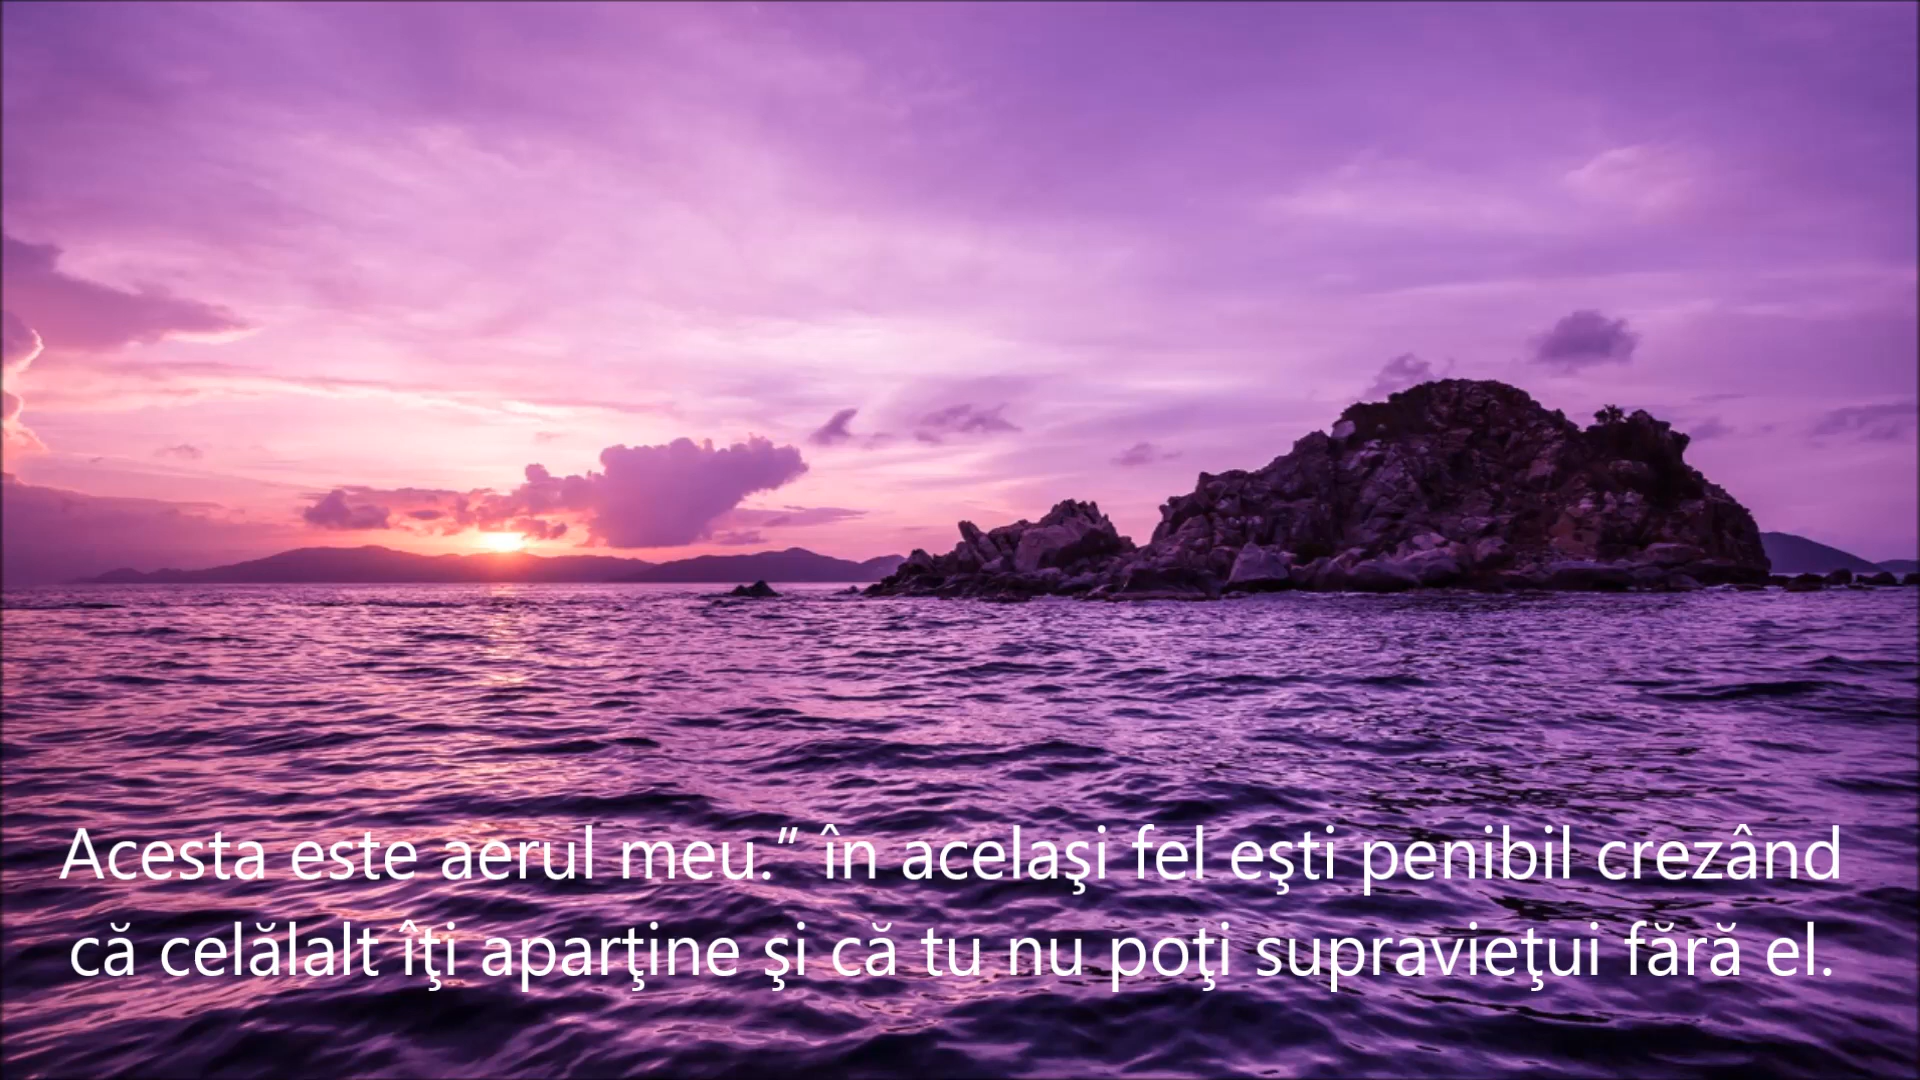 Acesta este aerul meu.” în acelaşi fel eşti penibil crezând
că celălalt îţi aparţine şi că tu nu poţi supravieţui fără el.